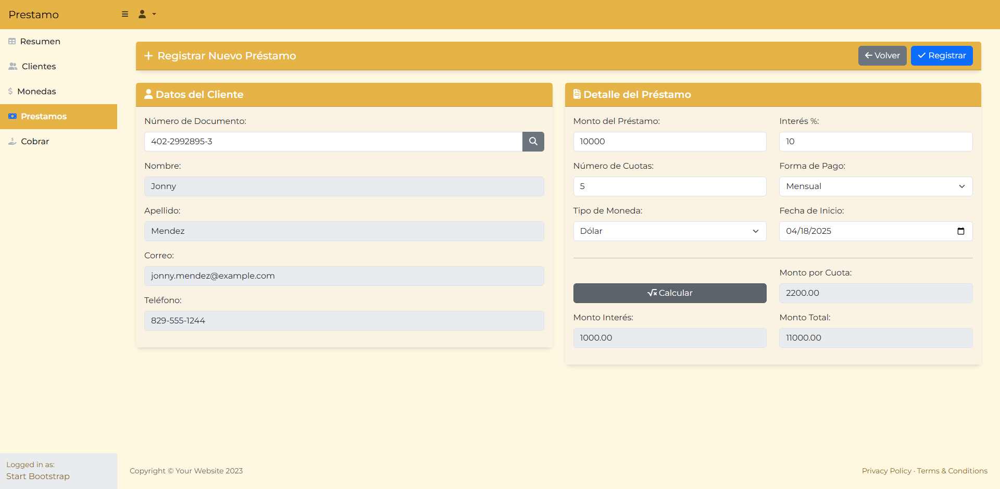 Prestamo
Resumen
Clientes
Monedas
Prestamos
Cobrar
Logged in as:
Start Bootstrap
Registrar Nuevo Préstamo
Volver
Registrar
Datos del Cliente
Número de Documento:
402-2992895-3
Nombre:
Jonny
Apellido:
Mendez
Correo:
jonny.mendez@example.com
Teléfono:
829-555-1244
Detalle del Préstamo
Monto del Préstamo:
10000
Interés %:
10
Número de Cuotas:
5
Forma de Pago:
Mensual
Tipo de Moneda:
Dólar
Fecha de Inicio:
04/18/2025
Calcular
Monto por Cuota:
2200.00
Monto Interés:
1000.00
Monto Total:
11000.00
Copyright © Your Website 2023
Privacy Policy · Terms & Conditions